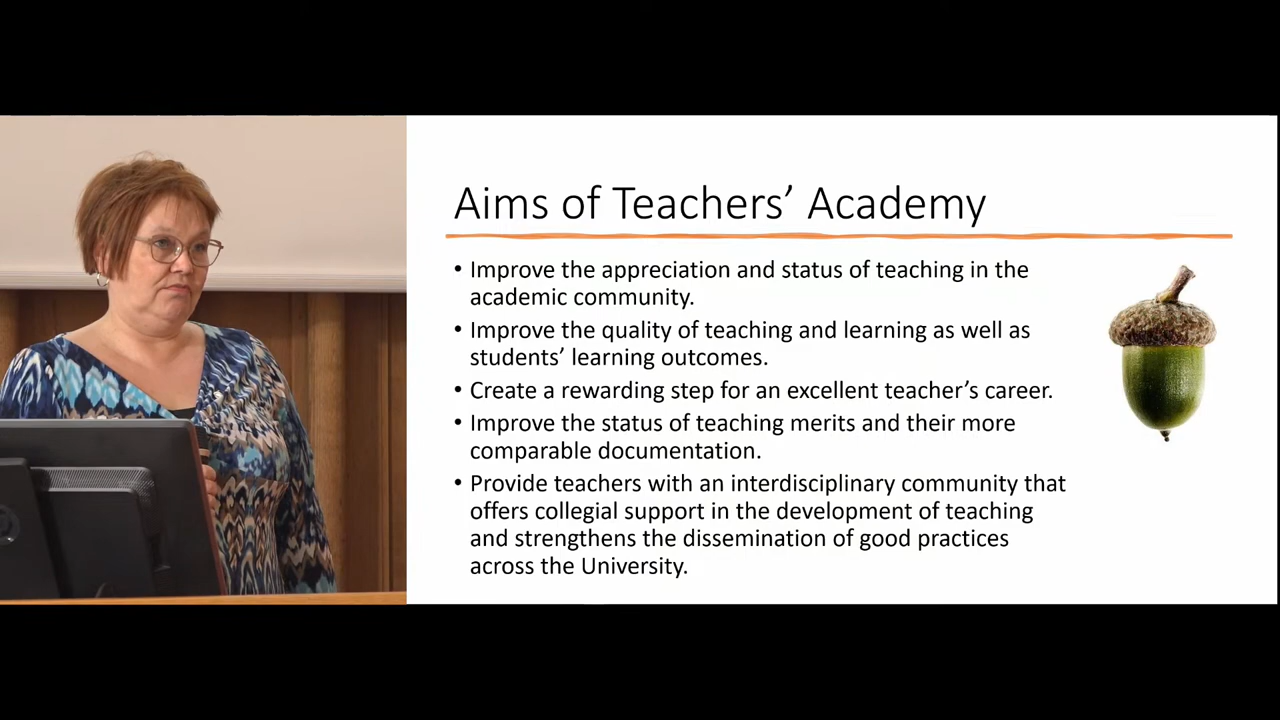 Aims of Teachers’ Academy
• Improve the appreciation and status of teaching in the
academic community.
• Improve the quality of teaching and learning as well as
students’ learning outcomes.
• Create a rewarding step for an excellent teacher’s career.
• Improve the status of teaching merits and their more
comparable documentation.
• Provide teachers with an interdisciplinary community that
offers collegial support in the development of teaching
and strengthens the dissemination of good practices
across the University.